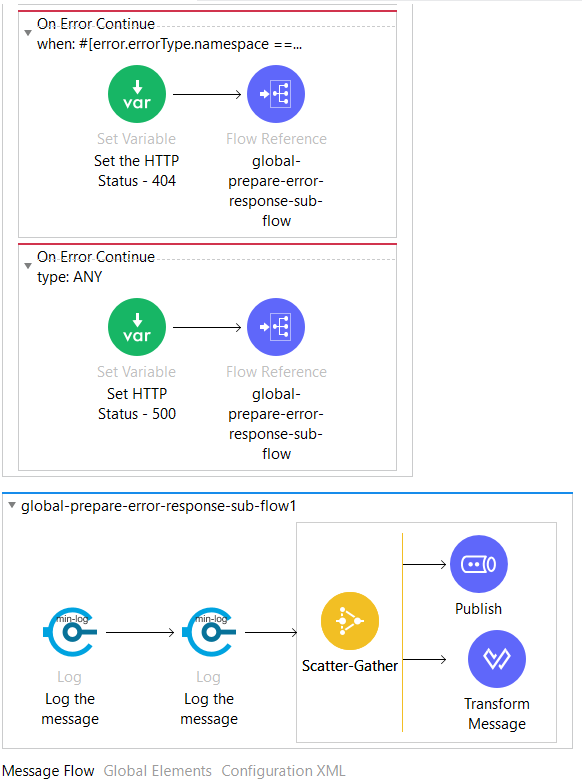 On Error Continue
when: #[error.errorType.namespace ==...
var
Set Variable
Set the HTTP
Status - 404
Flow Reference
global-
prepare-error-
response-sub-
flow
On Error Continue
type: ANY
var
Set Variable
Set HTTP
Status - 500
Flow Reference
global-
prepare-error-
response-sub-
flow
global-prepare-error-response-sub-flow1
min-log
Log
Log the
message
min-log
Log
Log the
message
Scatter-Gather
Publish
Transform
Message
Message Flow Global Elements Configuration XML